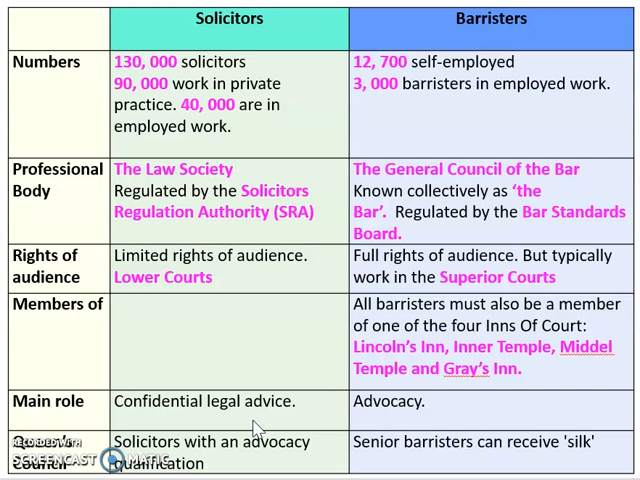 Solicitors
Barristers
Numbers
130, 000 solicitors
90, 000 work in private
practice. 40, 000 are in
employed work.
12, 700 self-employed
3, 000 barristers in employed work.
Professional
Body
The Law Society
Regulated by the Solicitors
Regulation Authority (SRA)
The General Council of the Bar
Known collectively as ‘the
Bar’. Regulated by the Bar Standards
Board.
Rights of
audience
Limited rights of audience.
Lower Courts
Full rights of audience. But typically
work in the Superior Courts
Members of
All barristers must also be a member
of one of the four Inns Of Court:
Lincoln’s Inn, Inner Temple, Middel
Temple and Gray’s Inn.
Main role
Confidential legal advice.
Advocacy.
Queen's
Council
Solicitors with an advocacy
qualification
Senior barristers can receive 'silk'
RECORDED WITH
SCREENCAST MATIC